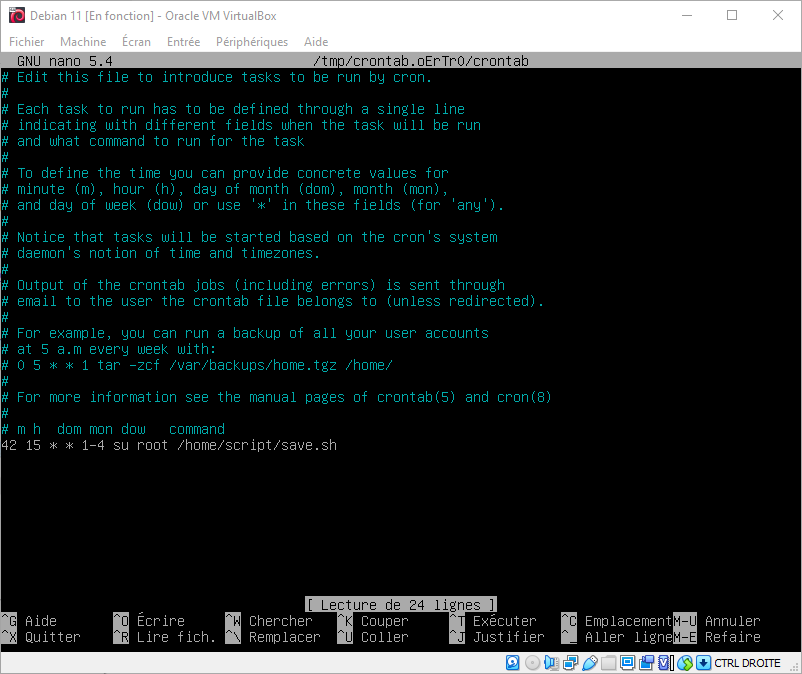 Debian 11 [En fonction] - Oracle VM VirtualBox
Fichier Machine Écran Entrée Périphériques Aide
GNU nano 5.4 /tmp/crontab.oErTrO/crontab
# Edit this file to introduce tasks to be run by cron.
#
# Each task to run has to be defined through a single line
# indicating with different fields when the task will be run
# and what command to run for the task
#
# To define the time you can provide concrete values for
# minute (m), hour (h), day of month (dom), month (mon),
# and day of week (dow) or use '*' in these fields (for 'any').
#
# Notice that tasks will be started based on the cron's system
# daemon's notion of time and timezones.
#
# Output of the crontab jobs (including errors) is sent through
# email to the user the crontab file belongs to (unless redirected).
#
# For example, you can run a backup of all your user accounts
# at 5 a.m every week with:
# 0 5 * * 1 tar -zcf /var/backups/home.tgz /home/
#
# For more information see the manual pages of crontab(5) and cron(8)
#
# m h  dom mon dow   command
42 15 * * 1-4 su root /home/script/save.sh
[ Lecture de 24 lignes ]
^G Aide ^O Écrire ^W Chercher ^K Couper ^T Exécuter ^C Emplacement M-U Annuler
^X Quitter ^R Lire fich. ^\ Remplacer ^U Coller ^J Justifier ^_ Aller ligne M-E Refaire
CTRL DROITE